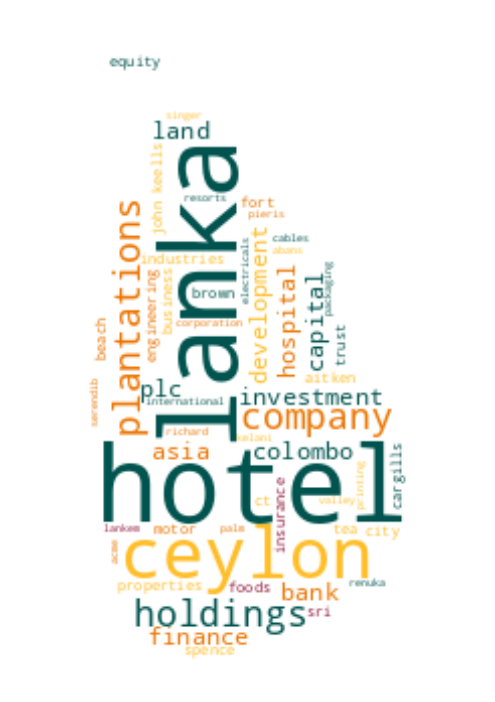 equity
singer
land
john keells
lanka
resorts
fort
pieris
plantations
cables
abans
electricals
industries
development
hospital
capital
packaging
engineering
business
brown
corporation
trust
beach
serendib
aitken
plc
international
investment
company
richard
kelani
asia
colombo
hotel
cargills
insurance
printing
ct
valley
lankem
motor
palm
tea
city
acme
ceylon
properties
foods
bank
renuka
holdings
sri
finance
spence